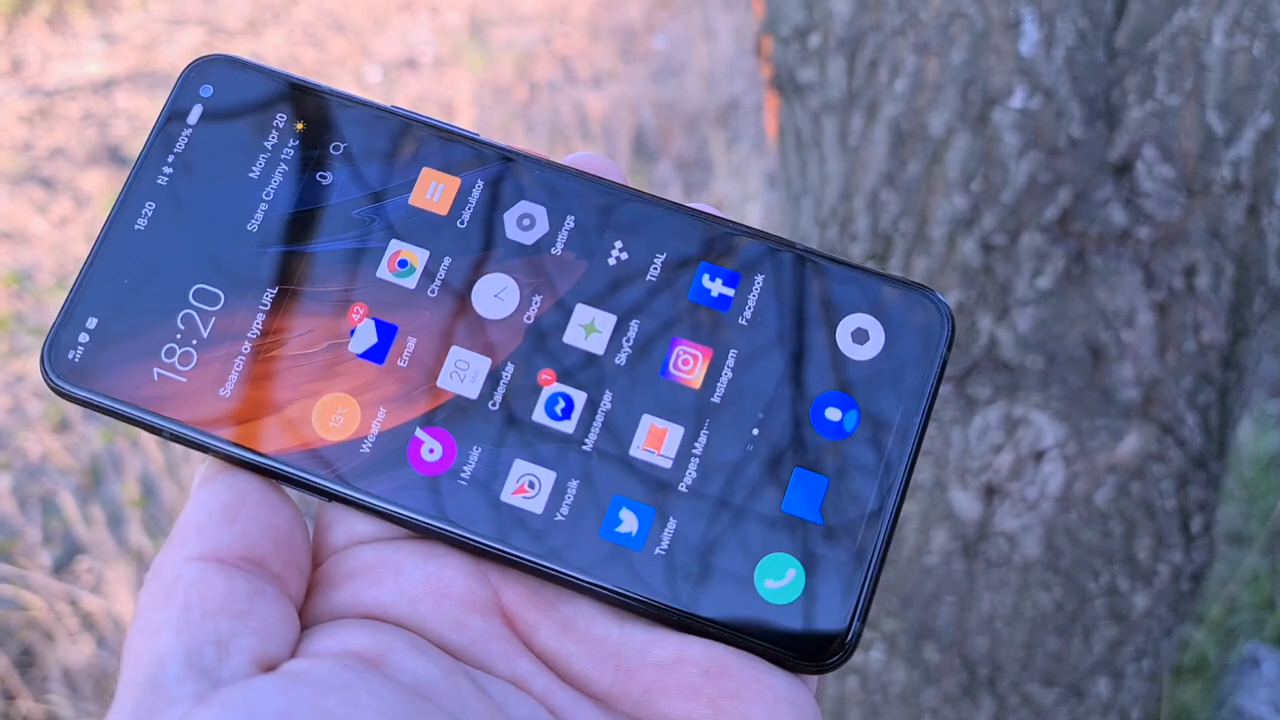 18:20 100%
18:20
Mon, Apr 20
Stare Chojny 13℃
Search or type URL
13℃ 42
Weather Email Chrome Calculator
20
i Music Calendar Clock Settings
1
Yanosik Messenger SkyCash TIDAL
Twitter Pages Man··· Instagram Facebook